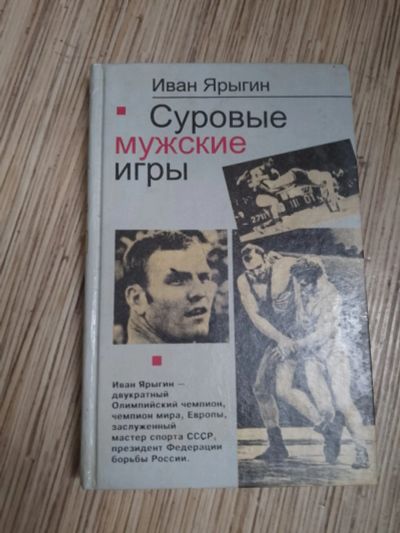 Иван Ярыгин
Суровые
мужские
игры
Иван Ярыгин —
двукратный
Олимпийский чемпион,
чемпион мира, Европы,
заслуженный
мастер спорта СССР,
президент Федерации
борьбы России.